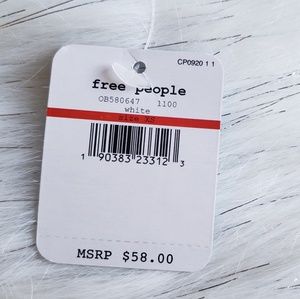 CP0920 1 1
free people
OB580647 1100
white
size XS
1 90383 23312 3
MSRP $58.00